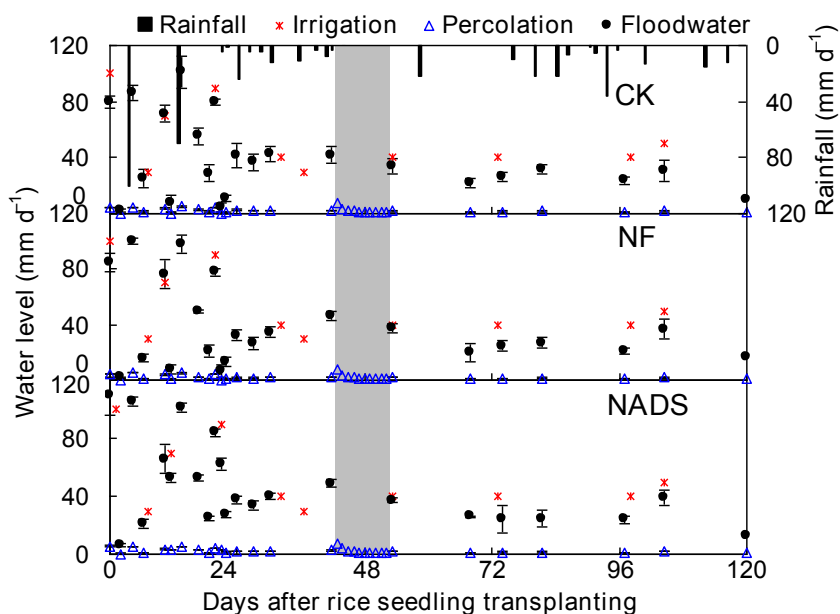 Rainfall Irrigation Percolation Floodwater
120 0
CK
80 40
40 80
0
120 120
NF
80
40
0
120
NADS
80
40
0
0 24 48 72 96 120
Days after rice seedling transplanting
Water level (mm d⁻¹)
Rainfall (mm d⁻¹)